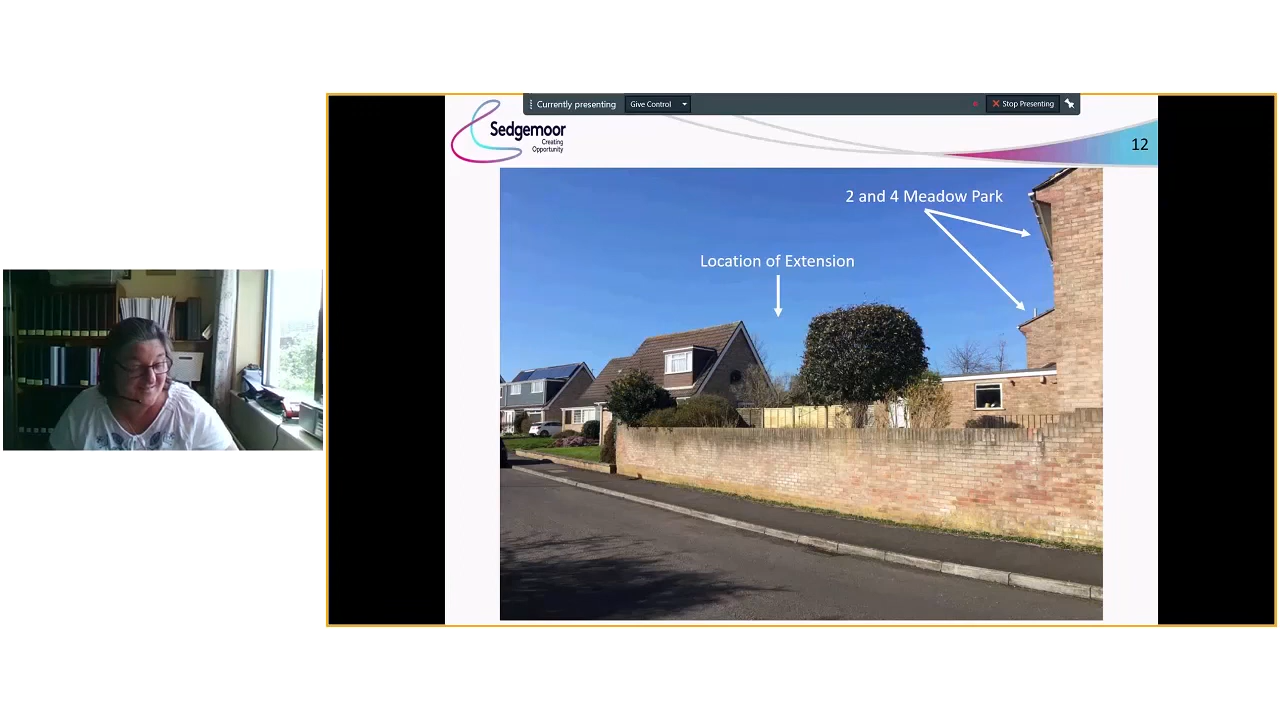 Currently presenting
Give Control
Stop Presenting
Sedgemoor
Creating
Opportunity
12
2 and 4 Meadow Park
Location of Extension